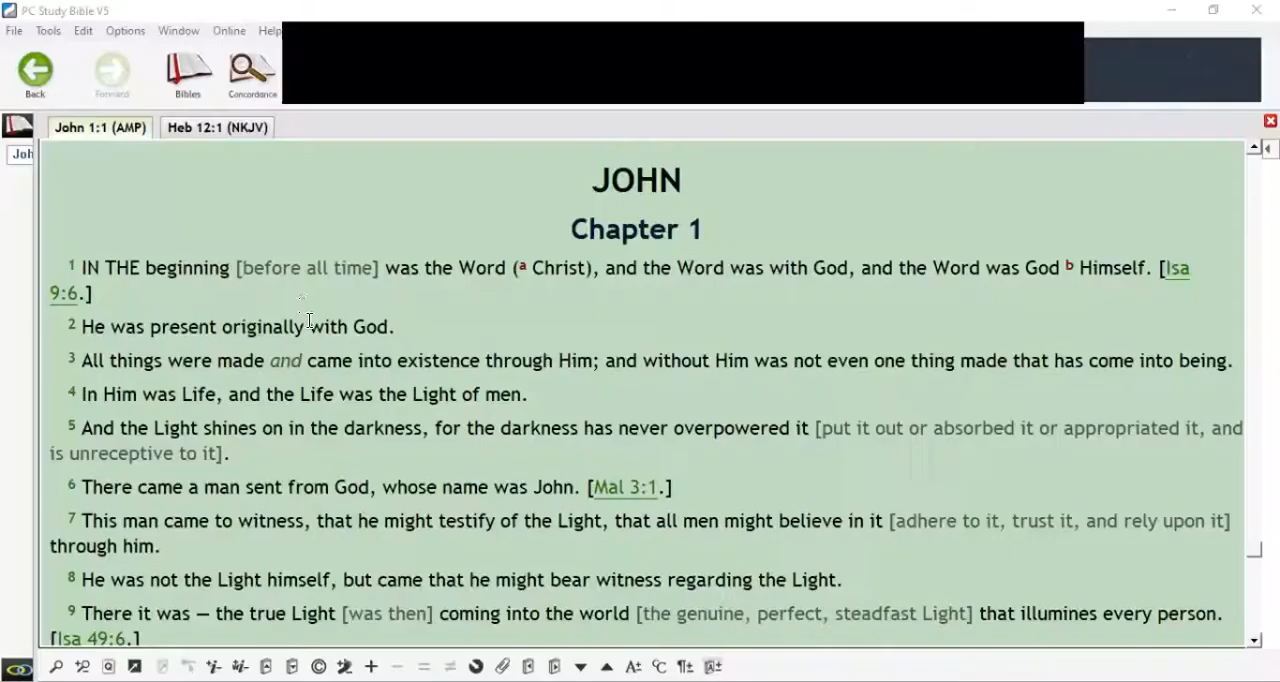 PC Study Bible V5
File Tools Edit Options Window Online Help
Back Forward Bibles Concordance
John 1:1 (AMP) Heb 12:1 (NKJV)
Joh
JOHN
Chapter 1
1 IN THE beginning [before all time] was the Word (a Christ), and the Word was with God, and the Word was God b Himself. [Isa
9:6.]
2 He was present originally with God.
3 All things were made and came into existence through Him; and without Him was not even one thing made that has come into being.
4 In Him was Life, and the Life was the Light of men.
5 And the Light shines on in the darkness, for the darkness has never overpowered it [put it out or absorbed it or appropriated it, and
is unreceptive to it].
6 There came a man sent from God, whose name was John. [Mal 3:1.]
7 This man came to witness, that he might testify of the Light, that all men might believe in it [adhere to it, trust it, and rely upon it]
through him.
8 He was not the Light himself, but came that he might bear witness regarding the Light.
9 There it was — the true Light [was then] coming into the world [the genuine, perfect, steadfast Light] that illumines every person.
[Isa 49:6.]